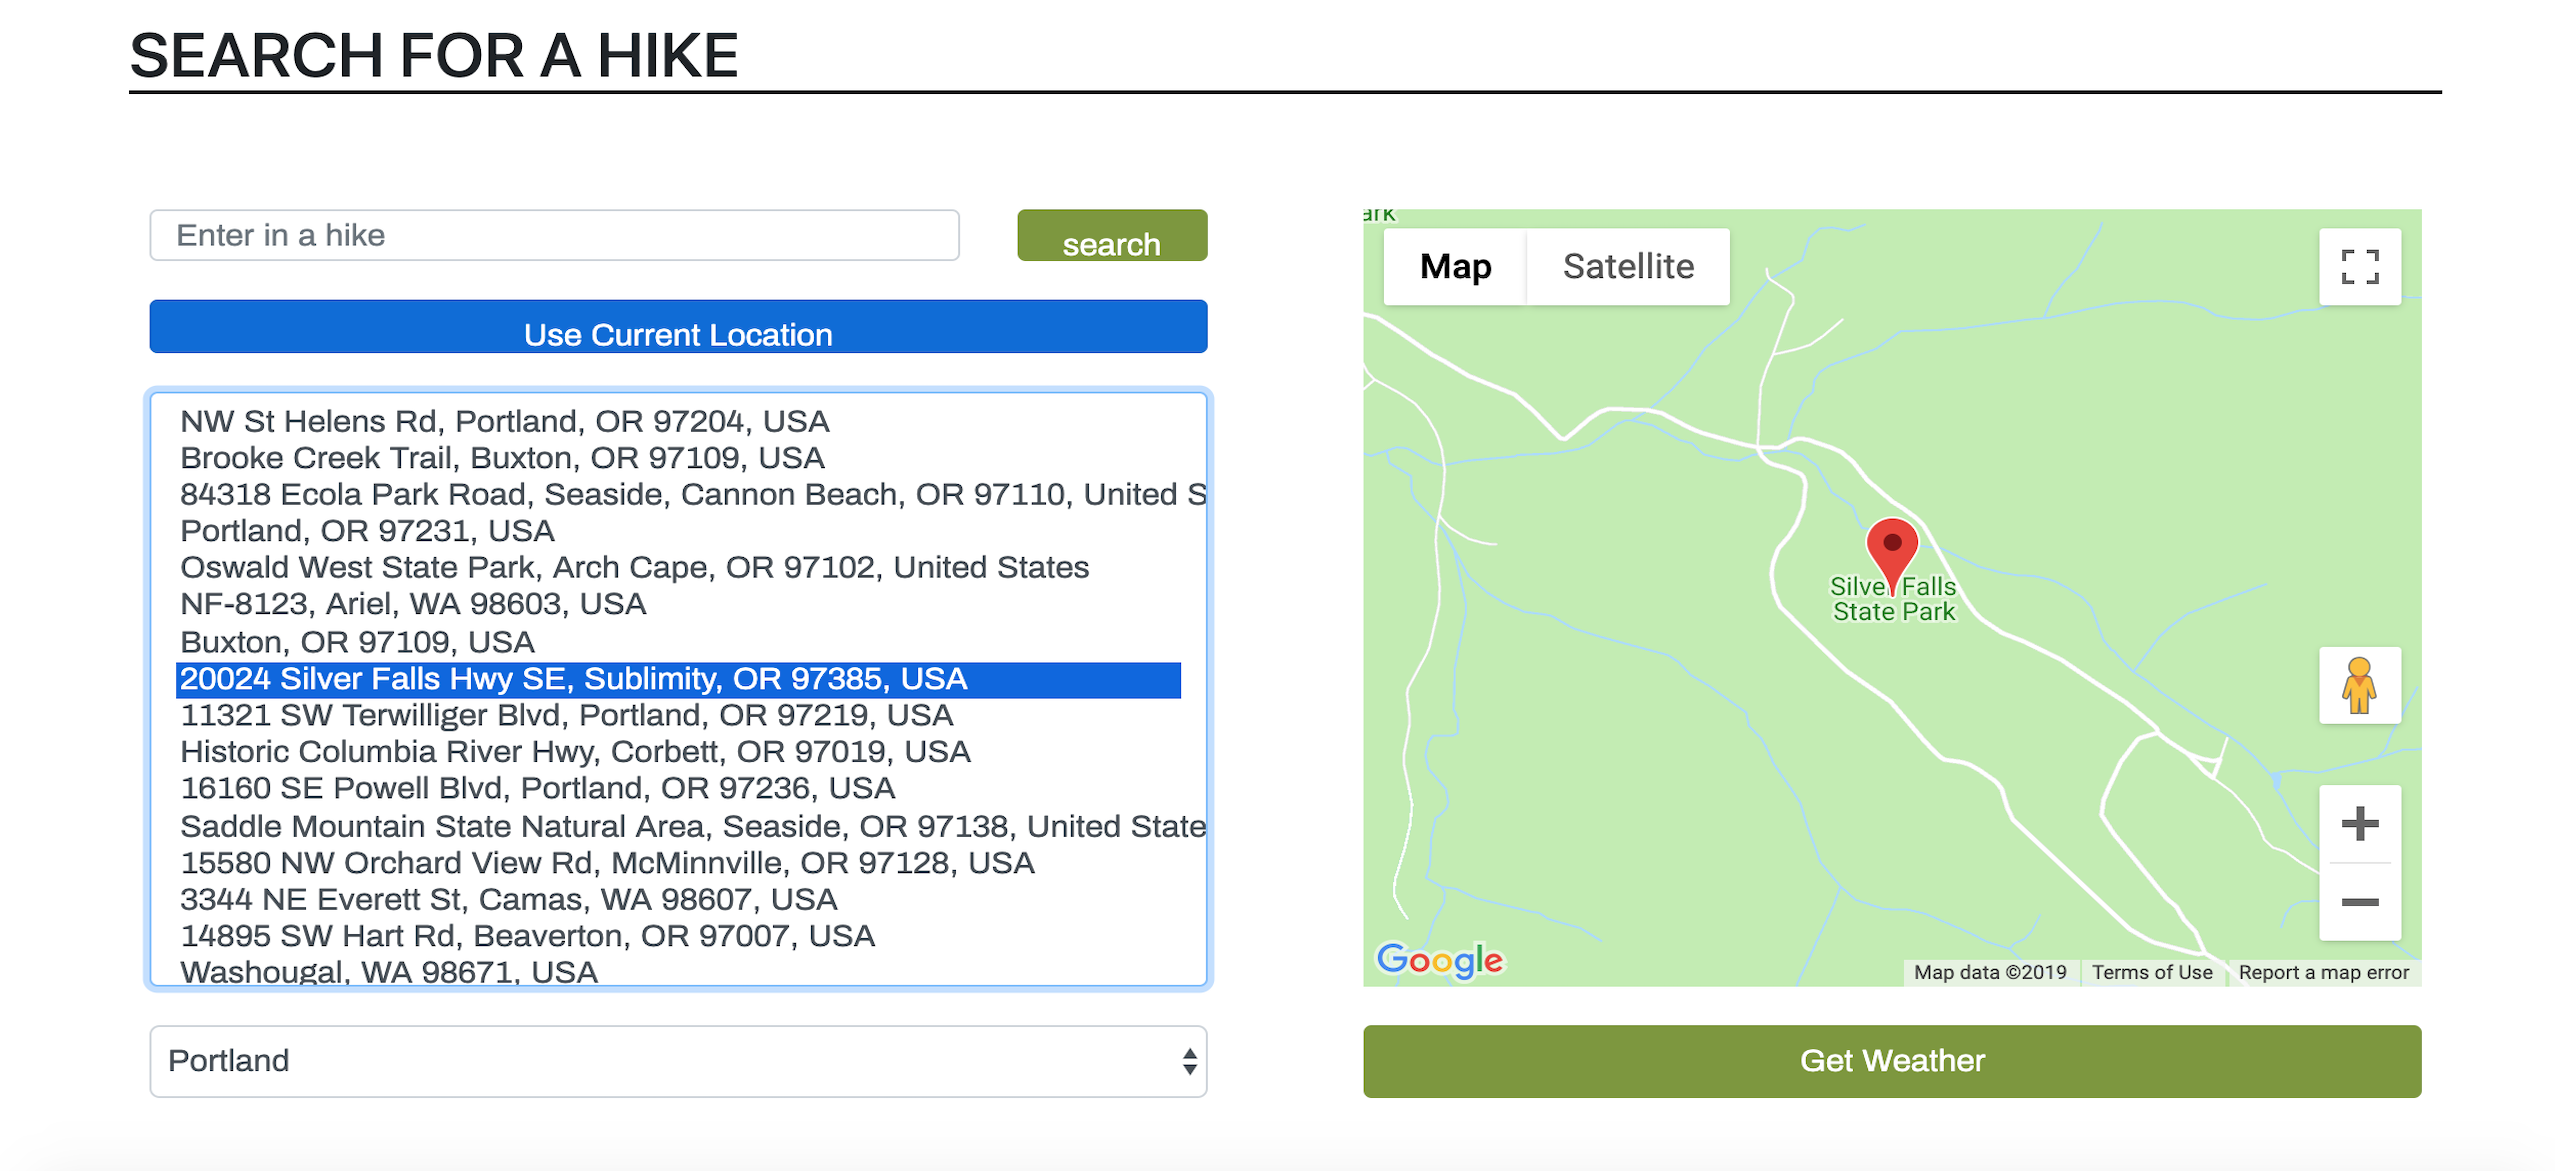 SEARCH FOR A HIKE
Enter in a hike
search
Use Current Location
NW St Helens Rd, Portland, OR 97204, USA
Brooke Creek Trail, Buxton, OR 97109, USA
84318 Ecola Park Road, Seaside, Cannon Beach, OR 97110, United S
Portland, OR 97231, USA
Oswald West State Park, Arch Cape, OR 97102, United States
NF-8123, Ariel, WA 98603, USA
Buxton, OR 97109, USA
20024 Silver Falls Hwy SE, Sublimity, OR 97385, USA
11321 SW Terwilliger Blvd, Portland, OR 97219, USA
Historic Columbia River Hwy, Corbett, OR 97019, USA
16160 SE Powell Blvd, Portland, OR 97236, USA
Saddle Mountain State Natural Area, Seaside, OR 97138, United State
15580 NW Orchard View Rd, McMinnville, OR 97128, USA
3344 NE Everett St, Camas, WA 98607, USA
14895 SW Hart Rd, Beaverton, OR 97007, USA
Washougal, WA 98671, USA
Portland
ark
Map Satellite
Silver Falls
State Park
Google
Map data ©2019 Terms of Use Report a map error
Get Weather